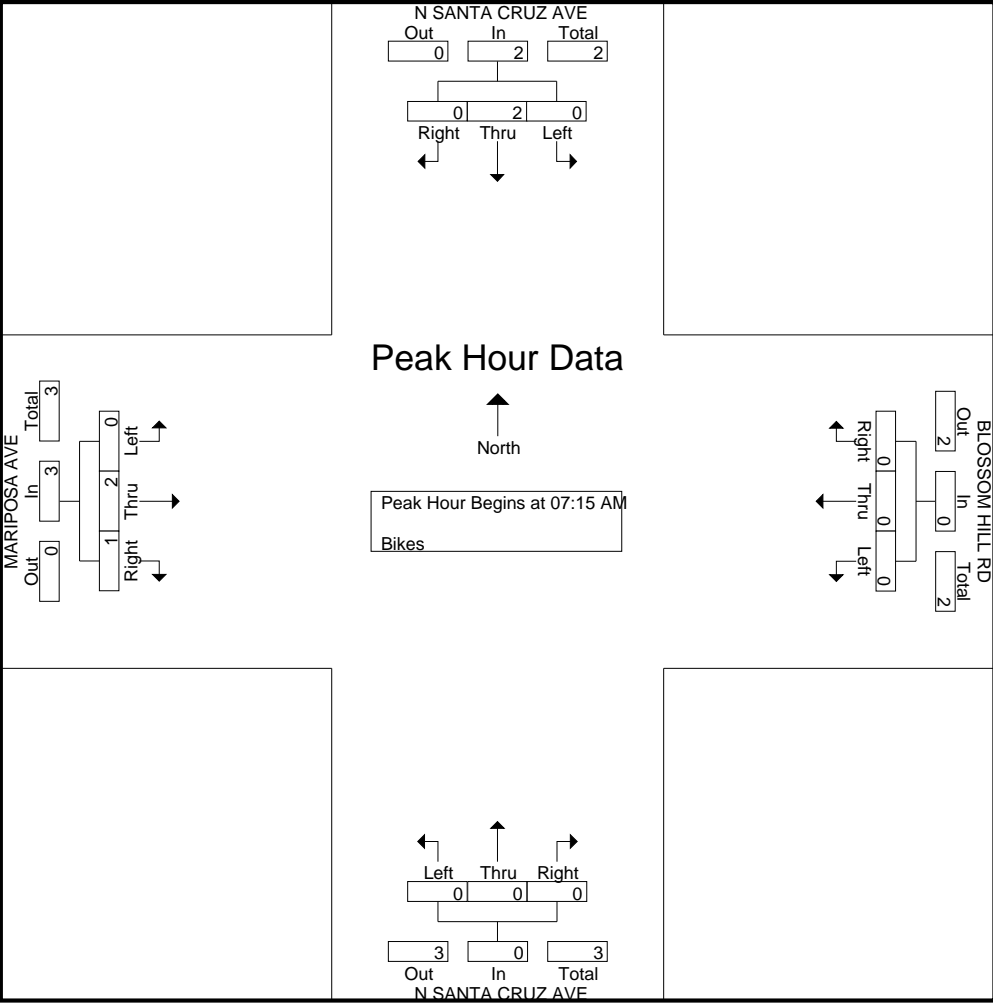 N SANTA CRUZ AVE
Out In Total
0 2 2
0 2 0
Right Thru Left
Peak Hour Data
North
Peak Hour Begins at 07:15 AM
Bikes
MARIPOSA AVE
Out In Total
0 3 3
1 2 0
Right Thru Left
BLOSSOM HILL RD
Out In Total
2 0 2
0 0 0
Right Thru Left
Left Thru Right
0 0 0
3 0 3
Out In Total
N SANTA CRUZ AVE